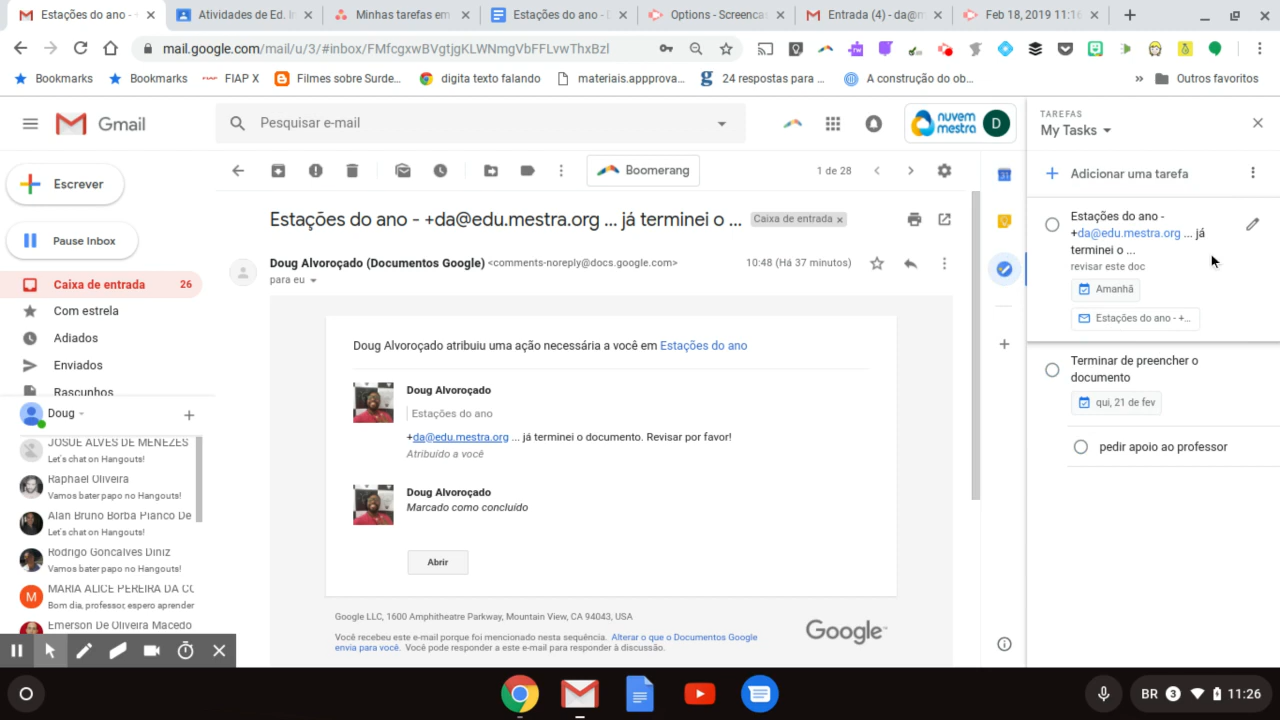 Estações do ano - +
Atividades de Ed. I
Minhas tarefas em
Estações do ano - D
Options - Screencas
Entrada (4) - da@m
Feb 18, 2019 11:16
mail.google.com/mail/u/3/#inbox/FMfcgxwBVgtjgKLWNmgVbFFLvwThxBzl
Bookmarks
Bookmarks
FIAP X
Filmes sobre Surde...
digita texto falando
materiais.appprova...
24 respostas para ...
A construção do ob...
»
Outros favoritos
Gmail
Pesquisar e-mail
nuvem
mestra
D
TAREFAS
My Tasks
Escrever
Boomerang
1 de 28
Adicionar uma tarefa
Estações do ano - +da@edu.mestra.org ... já terminei o ...
Caixa de entrada x
Pause Inbox
Doug Alvoroçado (Documentos Google) <comments-noreply@docs.google.com>
10:48 (Há 37 minutos)
para eu
Estações do ano -
+da@edu.mestra.org ... já
terminei o ...
revisar este doc
Amanhã
Estações do ano - +...
Caixa de entrada 26
Com estrela
Adiados
Enviados
Rascunhos
Doug Alvoroçado atribuiu uma ação necessária a você em Estações do ano
Doug Alvoroçado
Estações do ano
+da@edu.mestra.org ... já terminei o documento. Revisar por favor!
Atribuído a você
Doug Alvoroçado
Marcado como concluído
Abrir
Terminar de preencher o
documento
qui, 21 de fev
pedir apoio ao professor
Doug
JOSUE ALVES DE MENEZES
Let's chat on Hangouts!
Raphael Oliveira
Vamos bater papo no Hangouts!
Alan Bruno Borba Pianco De
Let's chat on Hangouts!
Rodrigo Goncalves Diniz
Vamos bater papo no Hangouts!
M
MARIA ALICE PEREIRA DA CO
Bom dia, professor, espero aprender
Emerson De Oliveira Macedo
Google LLC, 1600 Amphitheatre Parkway, Mountain View, CA 94043, USA
Você recebeu este e-mail porque foi mencionado nesta sequência. Alterar o que o Documentos Google
envia para você. Você pode responder a este e-mail para responder à discussão.
Google™
BR 3 11:26